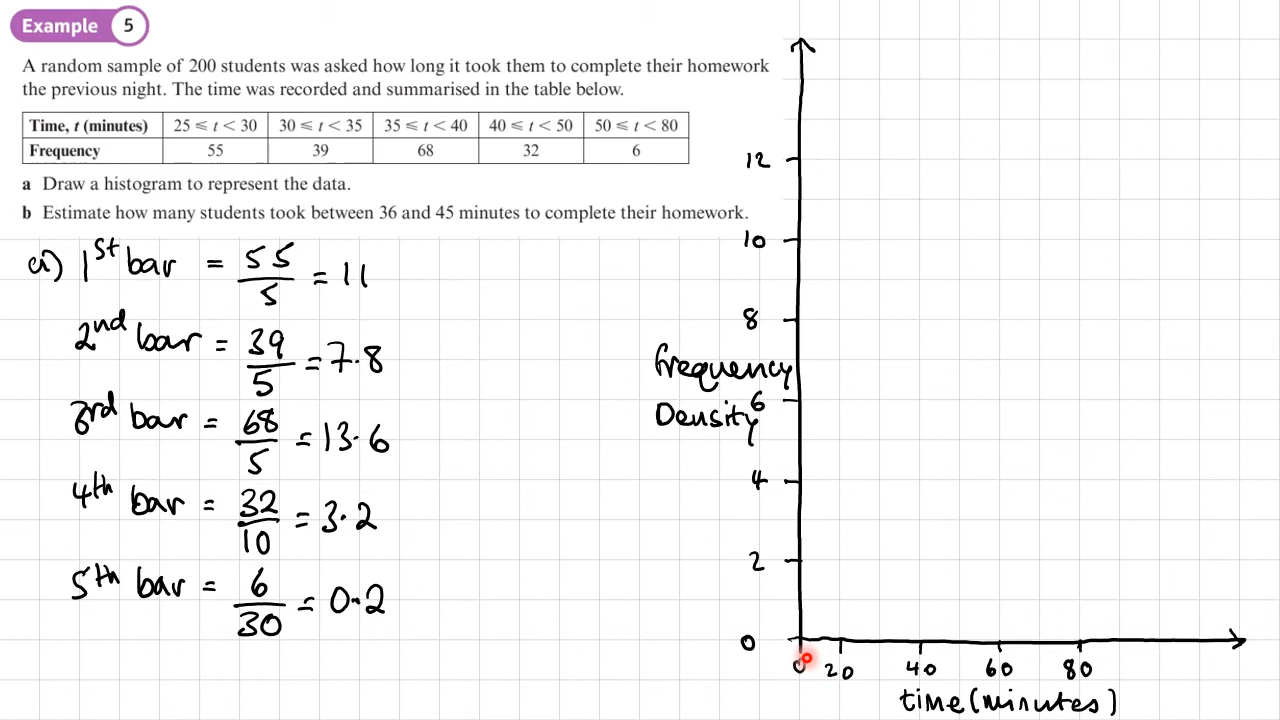 Example 5
A random sample of 200 students was asked how long it took them to complete their homework
the previous night. The time was recorded and summarised in the table below.
Time, t (minutes) 25 ⩽ t < 30 30 ⩽ t < 35 35 ⩽ t < 40 40 ⩽ t < 50 50 ⩽ t < 80
Frequency 55 39 68 32 6
a Draw a histogram to represent the data.
b Estimate how many students took between 36 and 45 minutes to complete their homework.
a) 1st bar = 55/5 = 11
2nd bar = 39/5 = 7.8
3rd bar = 68/5 = 13.6
4th bar = 32/10 = 3.2
5th bar = 6/30 = 0.2
12
10
8
frequency
Density
6
4
2
0
0 20 40 60 80
time (minutes)